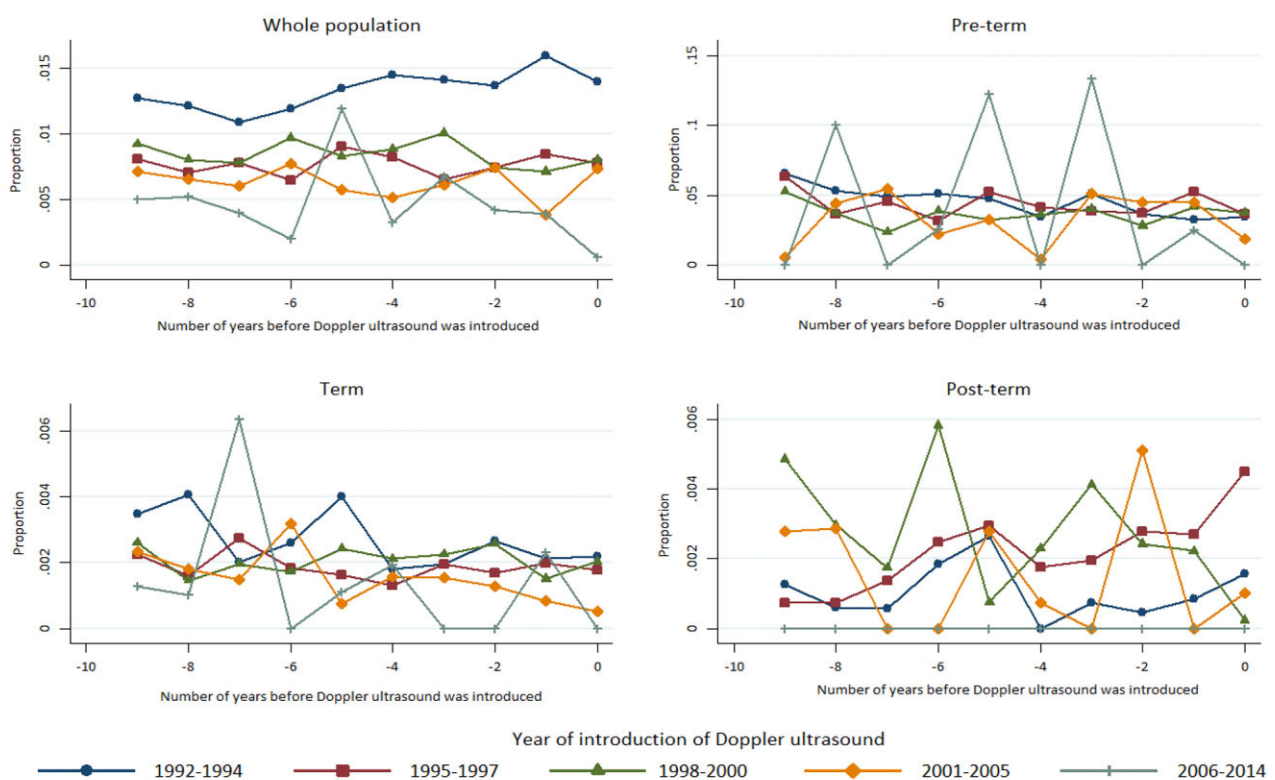 Whole population
Proportion
.015
.01
.005
0
-10 -8 -6 -4 -2 0
Number of years before Doppler ultrasound was introduced
Pre-term
Proportion
.15
.1
.05
0
-10 -8 -6 -4 -2 0
Number of years before Doppler ultrasound was introduced
Term
Proportion
.006
.004
.002
0
-10 -8 -6 -4 -2 0
Number of years before Doppler ultrasound was introduced
Post-term
Proportion
.006
.004
.002
0
-10 -8 -6 -4 -2 0
Number of years before Doppler ultrasound was introduced
Year of introduction of Doppler ultrasound
1992-1994 1995-1997 1998-2000 2001-2005 2006-2014